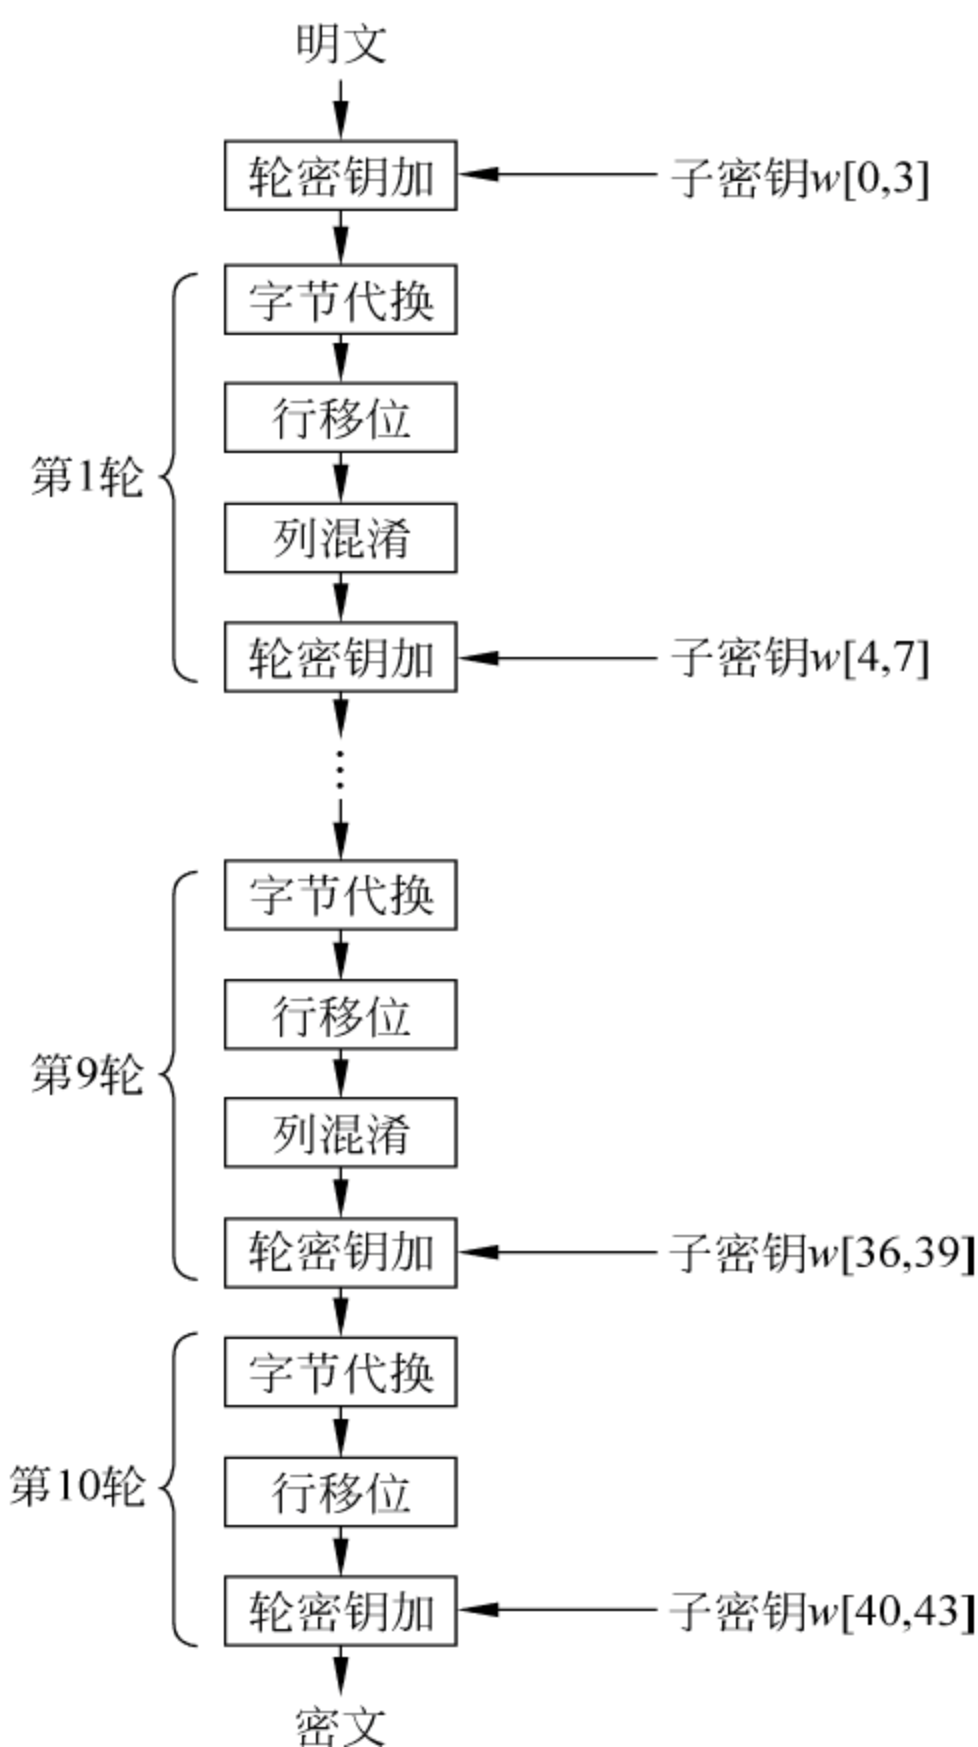 明文
轮密钥加 子密钥w[0,3]
字节代换
行移位
第1轮
列混淆
轮密钥加 子密钥w[4,7]
⋮
字节代换
行移位
第9轮
列混淆
轮密钥加 子密钥w[36,39]
字节代换
第10轮 行移位
轮密钥加 子密钥w[40,43]
密文